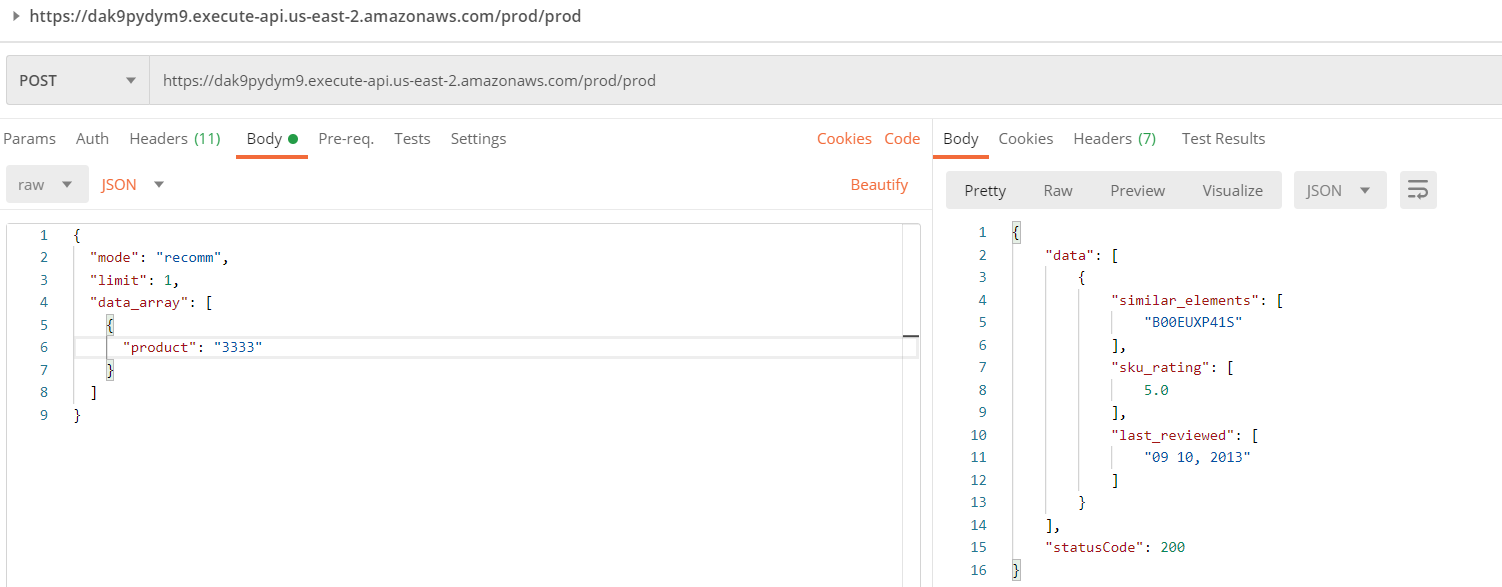 https://dak9pydym9.execute-api.us-east-2.amazonaws.com/prod/prod
POST https://dak9pydym9.execute-api.us-east-2.amazonaws.com/prod/prod
Params Auth Headers (11) Body Pre-req. Tests Settings Cookies Code
raw JSON Beautify
1 {
2 "mode": "recomm",
3 "limit": 1,
4 "data_array": [
5 {
6 "product": "3333"
7 }
8 ]
9 }
Body Cookies Headers (7) Test Results
Pretty Raw Preview Visualize JSON
1 {
2 "data": [
3 {
4 "similar_elements": [
5 "B00EUXP41S"
6 ],
7 "sku_rating": [
8 5.0
9 ],
10 "last_reviewed": [
11 "09 10, 2013"
12 ]
13 }
14 ],
15 "statusCode": 200
16 }